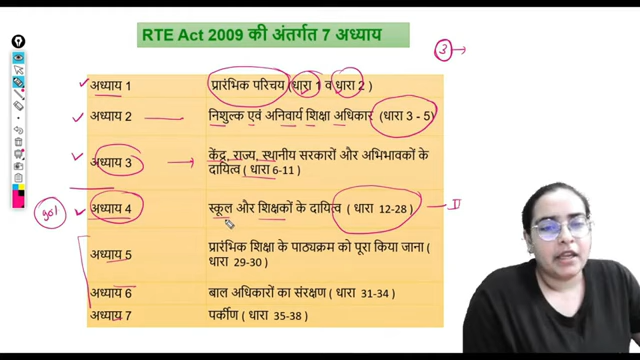 RTE Act 2009 की अंतर्गत 7 अध्याय
3
अध्याय 1 प्रारंभिक परिचय (धारा 1 व धारा 2 )
अध्याय 2 निशुल्क एवं अनिवार्य शिक्षा अधिकार (धारा 3 - 5)
अध्याय 3 केंद्र, राज्य, स्थानीय सरकारों और अभिभावकों के
दायित्व ( धारा 6-11)
अध्याय 4 स्कूल और शिक्षकों के दायित्व ( धारा 12-28)
अध्याय 5 प्रारंभिक शिक्षा के पाठ्यक्रम को पूरा किया जाना (
धारा 29-30)
अध्याय 6 बाल अधिकारों का संरक्षण ( धारा 31-34)
अध्याय 7 पर्कीण ( धारा 35-38)